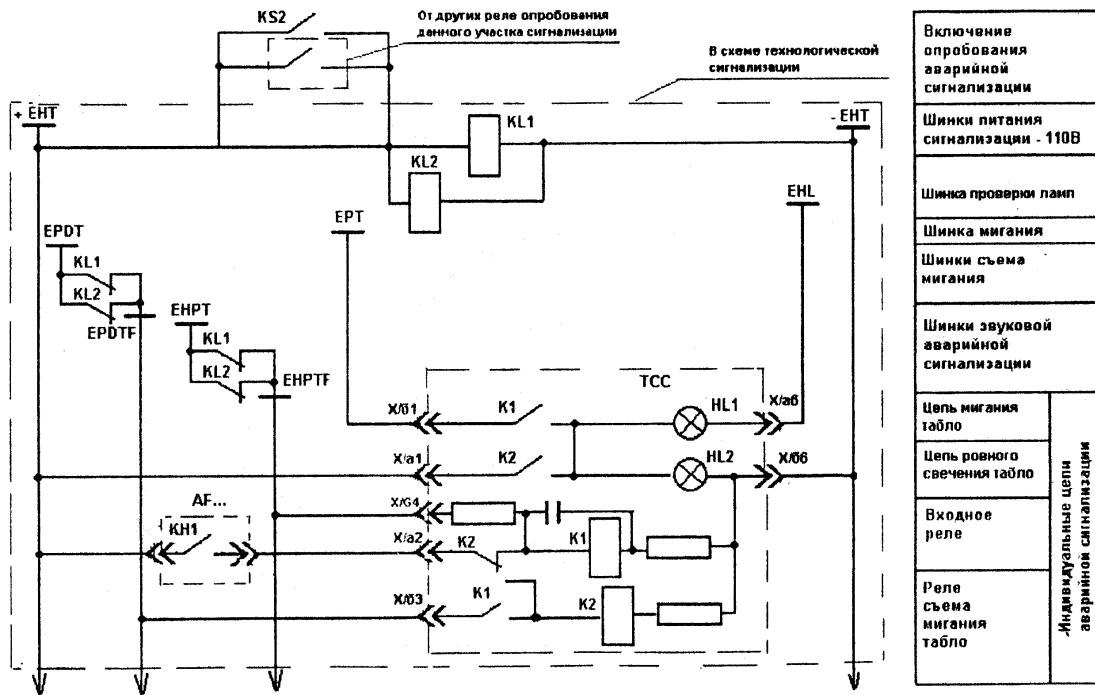 KS2
От других реле опробования
данного участка сигнализации
В схеме технологической
сигнализации
+ EHT
- EHT
KL1
KL2
EPT
EHL
EPDT
KL1
KL2
EPDTF
EHPT
KL1
KL2
EHPTF
TCC
X/б1
K1
HL1
X/a6
X/a1
K2
HL2
X/б6
AF...
X/G4
KH1
X/a2
K2
K1
X/б3
K1
K2
Включение
опробования
аварийной
сигнализации
Шинки питания
сигнализации - 110В
Шинка проверки ламп
Шинка мигания
Шинки съема
мигания
Шинки звуковой
аварийной
сигнализации
Цепь мигания
табло
Цепь ровного
свечения табло
Входное
реле
Реле
съема
мигания
табло
-Индивидуальные цепи
аварийной сигнализации